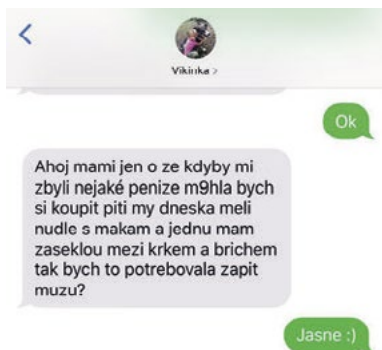 Vikinka >
Ok
Ahoj mami jen o ze kdyby mi
zbyli nejaké penize m9hla bych
si koupit piti my dneska meli
nudle s makam a jednu mam
zaseklou mezi krkem a brichem
tak bych to potrebovala zapit
muzu?
Jasne :)